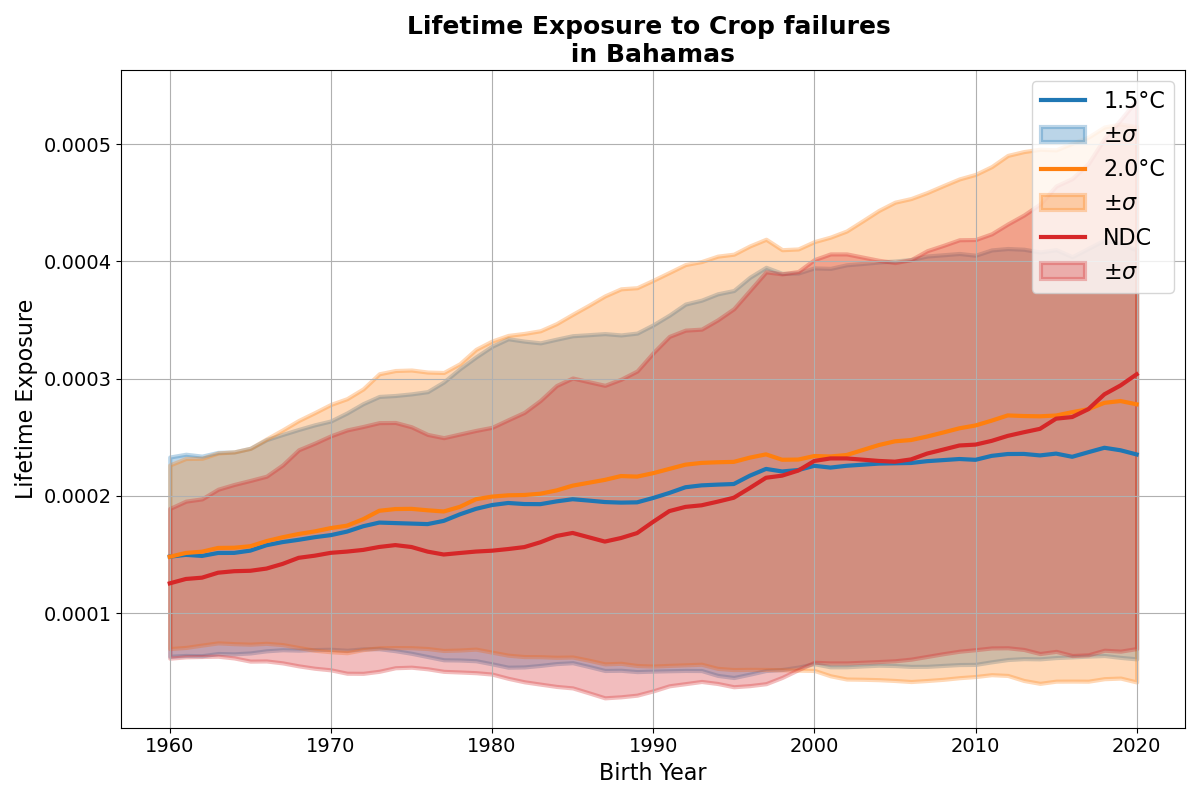 Lifetime Exposure to Crop failures
in Bahamas
Lifetime Exposure
0.0005
0.0004
0.0003
0.0002
0.0001
1.5°C
±σ
2.0°C
±σ
NDC
±σ
1960 1970 1980 1990 2000 2010 2020
Birth Year